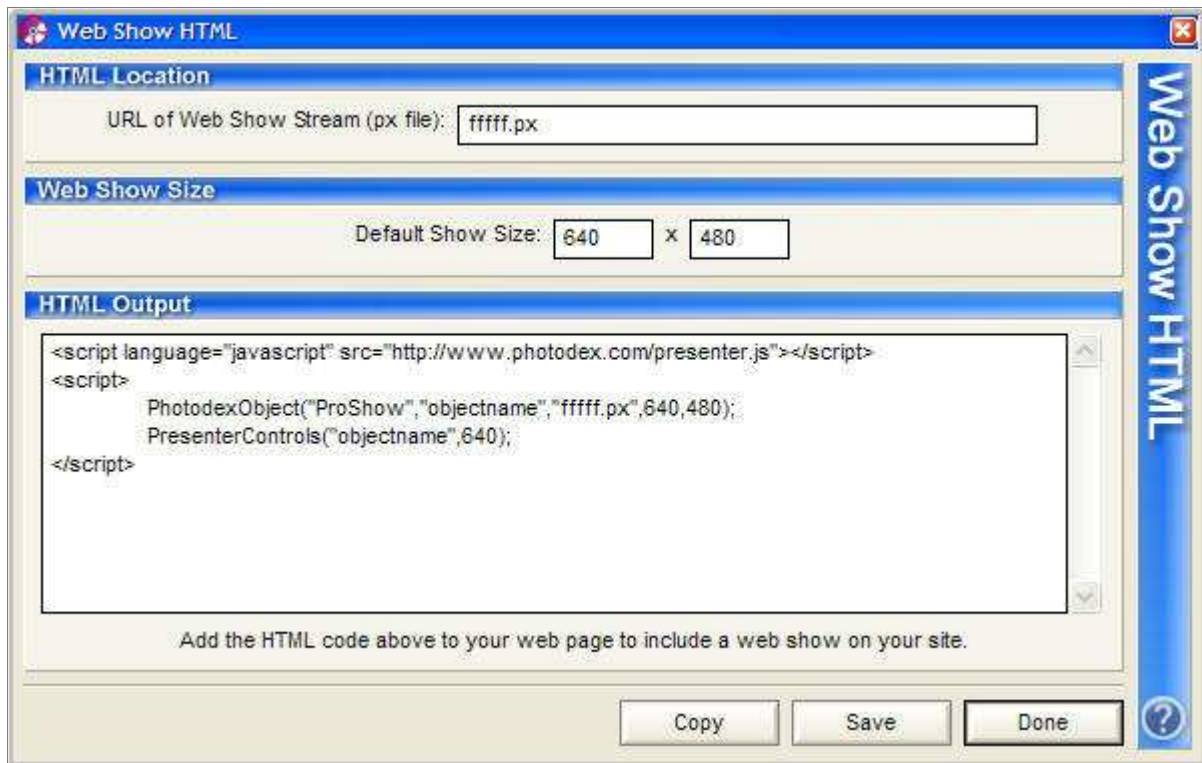 Web Show HTML
HTML Location
URL of Web Show Stream (px file): fffff.px
Web Show Size
Default Show Size: 640 x 480
HTML Output
<script language="javascript" src="http://www.photodex.com/presenter.js"></script>
<script>
PhotodexObject("ProShow","objectname","fffff.px",640,480);
PresenterControls("objectname",640);
</script>
Add the HTML code above to your web page to include a web show on your site.
Copy Save Done
Web Show HTML
?